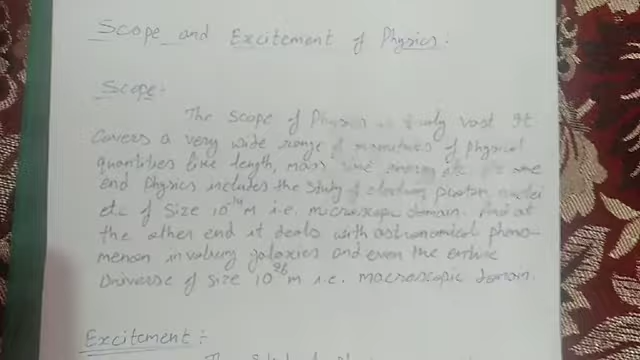 Scope and Excitement of Physics.
Scope:-
The scope of Physics is truly vast. It
Covers a very wide range of magnitudes of physical
quantities like length, mass, time, energy etc. one
end physics includes the study of electron, proton, nuclei
etc of size 10⁻¹⁴ m i.e. microscopic domain. And at
the other end it deals with astronomical pheno-
menon involving galaxies and even the entire
Universe of size 10²⁶ m i.e. macroscopic domain.
Excitement :-